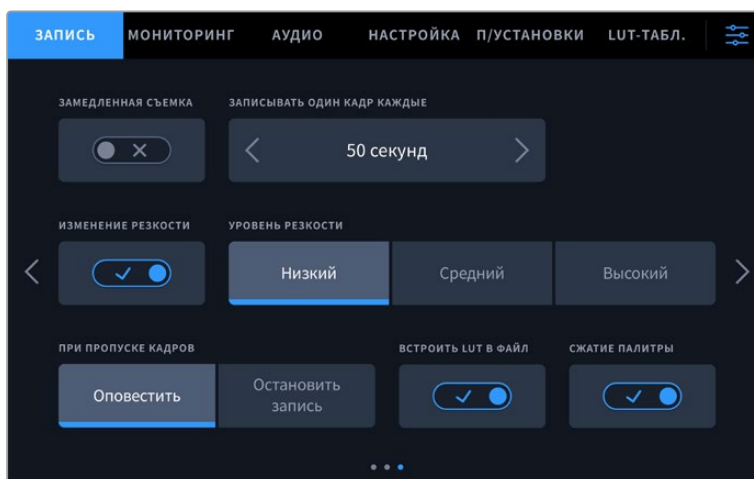 ЗАПИСЬ МОНИТОРИНГ АУДИО НАСТРОЙКА П/УСТАНОВКИ LUT-ТАБЛ.
ЗАМЕДЛЕННАЯ СЪЕМКА ЗАПИСЫВАТЬ ОДИН КАДР КАЖДЫЕ
50 секунд
ИЗМЕНЕНИЕ РЕЗКОСТИ УРОВЕНЬ РЕЗКОСТИ
Низкий Средний Высокий
ПРИ ПРОПУСКЕ КАДРОВ ВСТРОИТЬ LUT В ФАЙЛ СЖАТИЕ ПАЛИТРЫ
Оповестить Остановить
запись